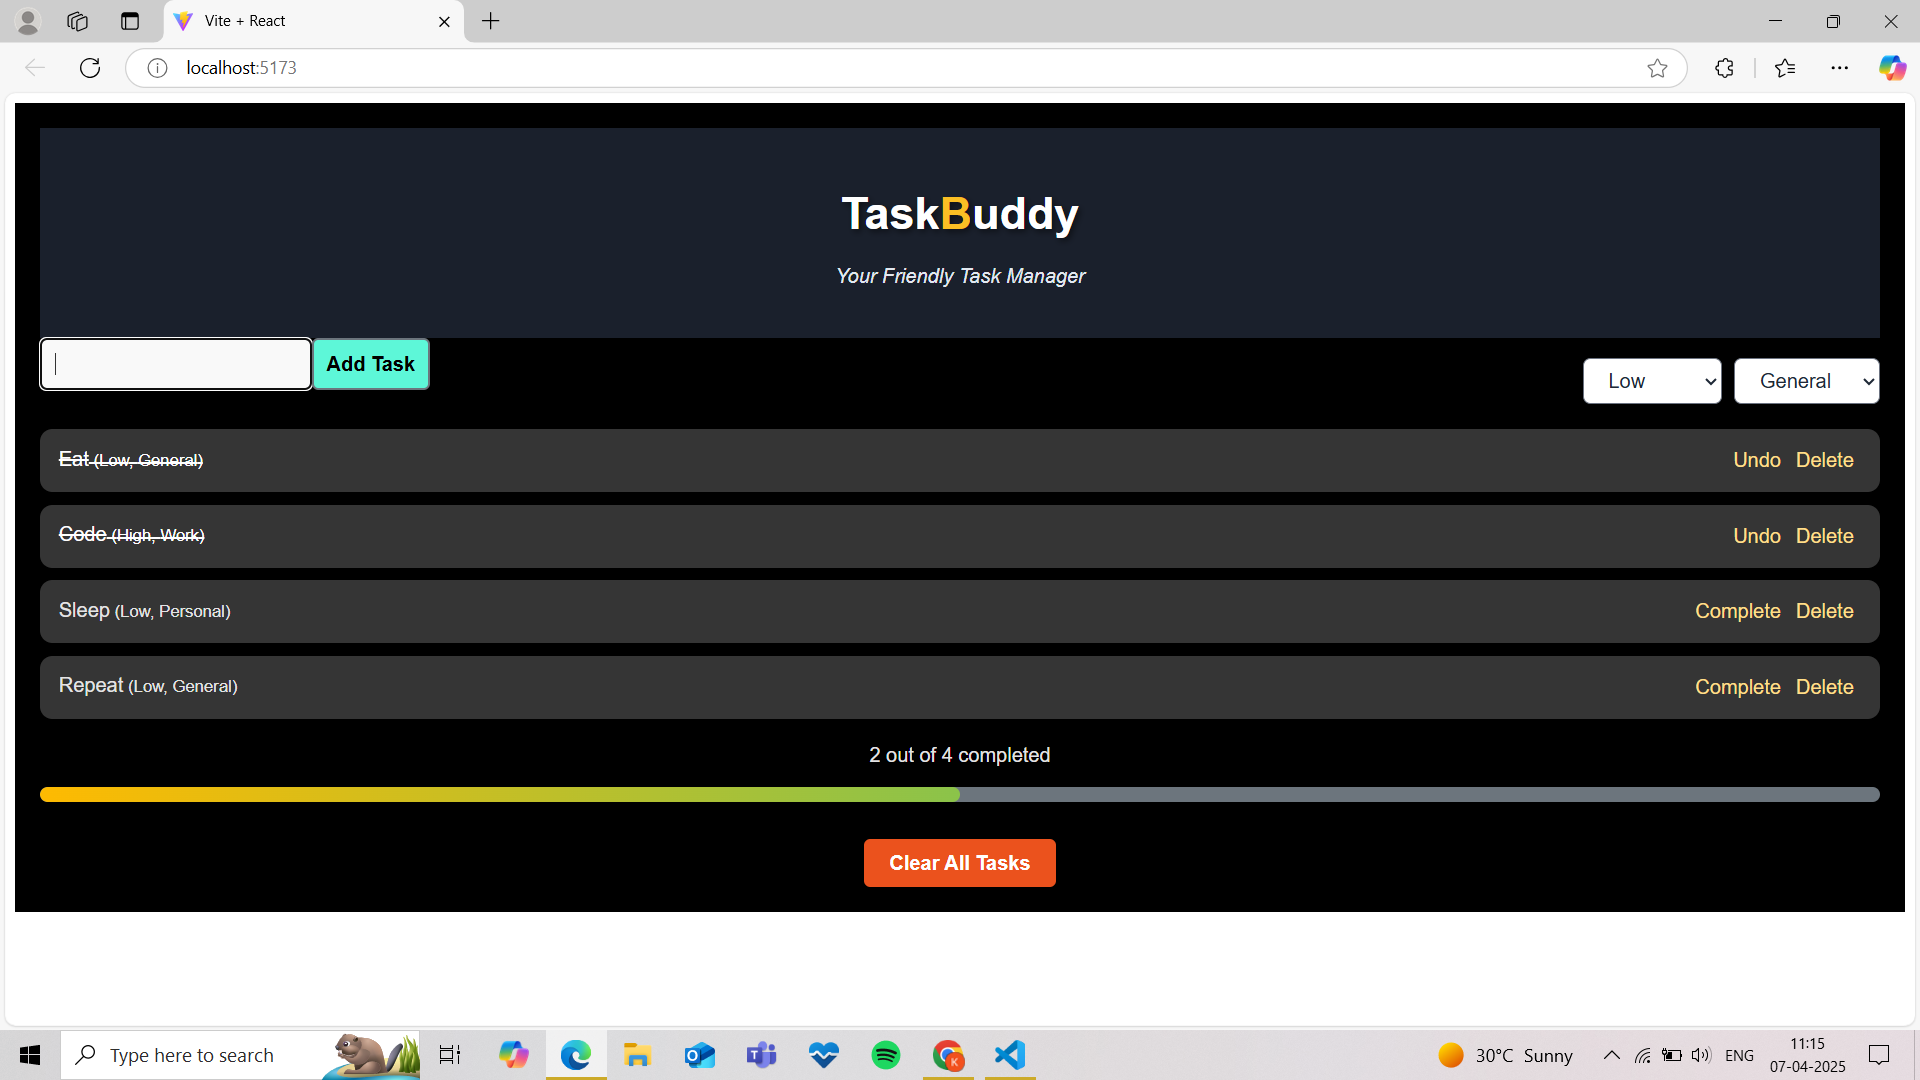 Vite + React
localhost:5173
TaskBuddy
Your Friendly Task Manager
Add Task
Low
General
Eat (Low, General)
Undo Delete
Code (High, Work)
Undo Delete
Sleep (Low, Personal)
Complete Delete
Repeat (Low, General)
Complete Delete
2 out of 4 completed
Clear All Tasks
Type here to search
30°C Sunny
ENG
11:15
07-04-2025